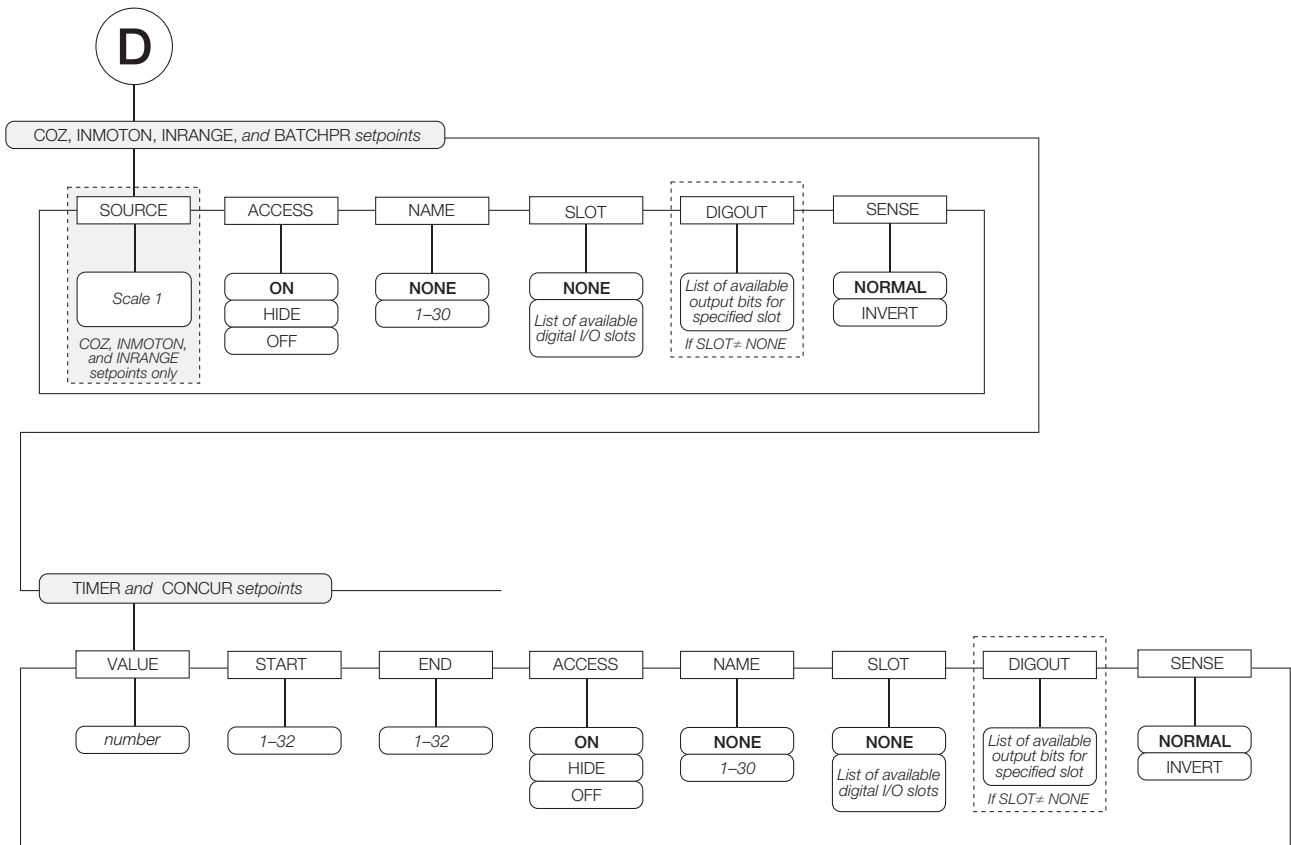 D
COZ, INMOTON, INRANGE, and BATCHPR setpoints
SOURCE
ACCESS
NAME
SLOT
DIGOUT
SENSE
Scale 1
COZ, INMOTON,
and INRANGE
setpoints only
ON
HIDE
OFF
NONE
1–30
NONE
List of available
digital I/O slots
List of available
output bits for
specified slot
If SLOT≠ NONE
NORMAL
INVERT
TIMER and CONCUR setpoints
VALUE
START
END
ACCESS
NAME
SLOT
DIGOUT
SENSE
number
1–32
1–32
ON
HIDE
OFF
NONE
1–30
NONE
List of available
digital I/O slots
List of available
output bits for
specified slot
If SLOT≠ NONE
NORMAL
INVERT